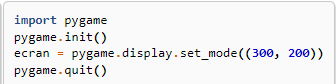 import pygame
pygame.init()
ecran = pygame.display.set_mode((300, 200))
pygame.quit()